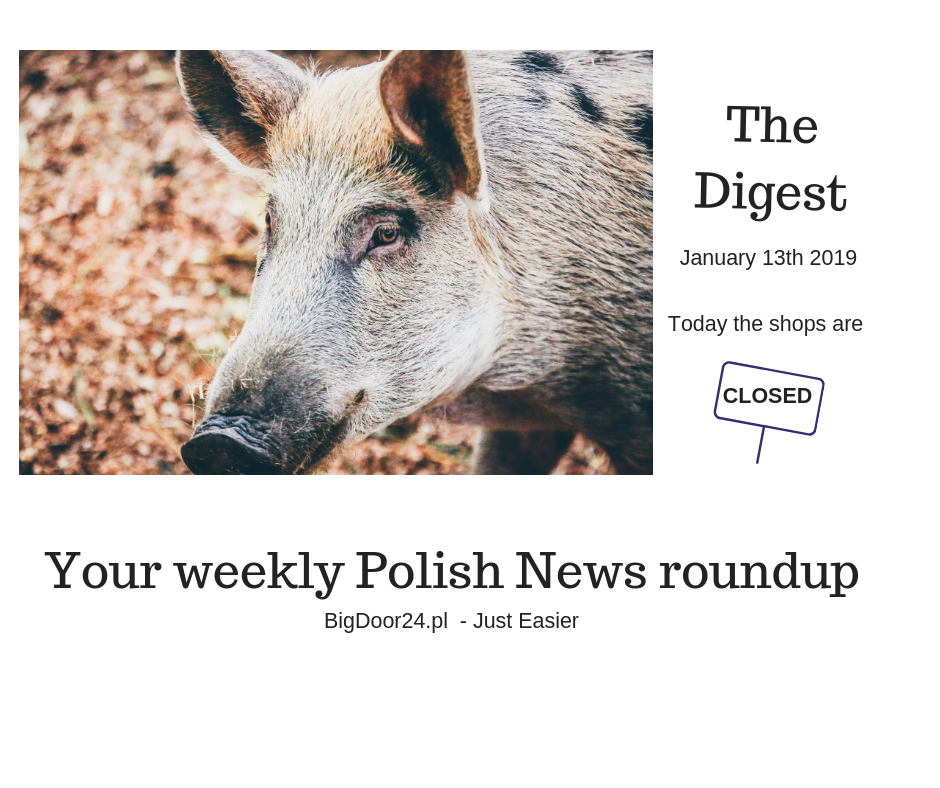 The
Digest
January 13th 2019
Today the shops are
CLOSED
Your weekly Polish News roundup
BigDoor24.pl  - Just Easier